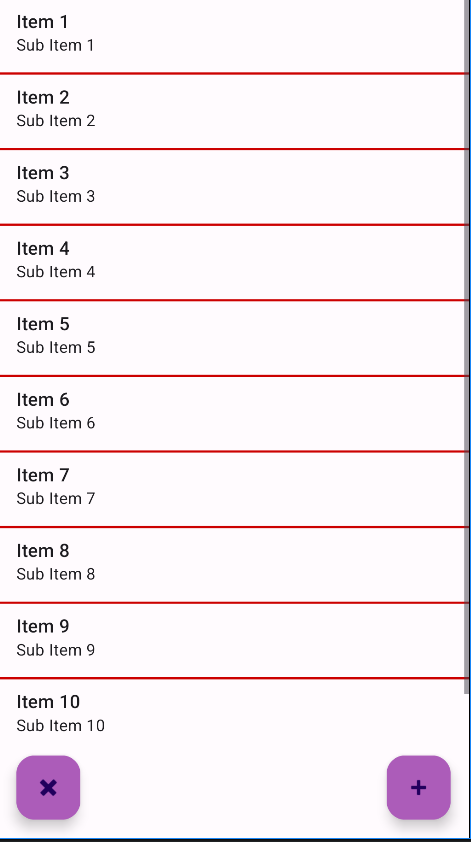 Item 1
Sub Item 1
Item 2
Sub Item 2
Item 3
Sub Item 3
Item 4
Sub Item 4
Item 5
Sub Item 5
Item 6
Sub Item 6
Item 7
Sub Item 7
Item 8
Sub Item 8
Item 9
Sub Item 9
Item 10
Sub Item 10